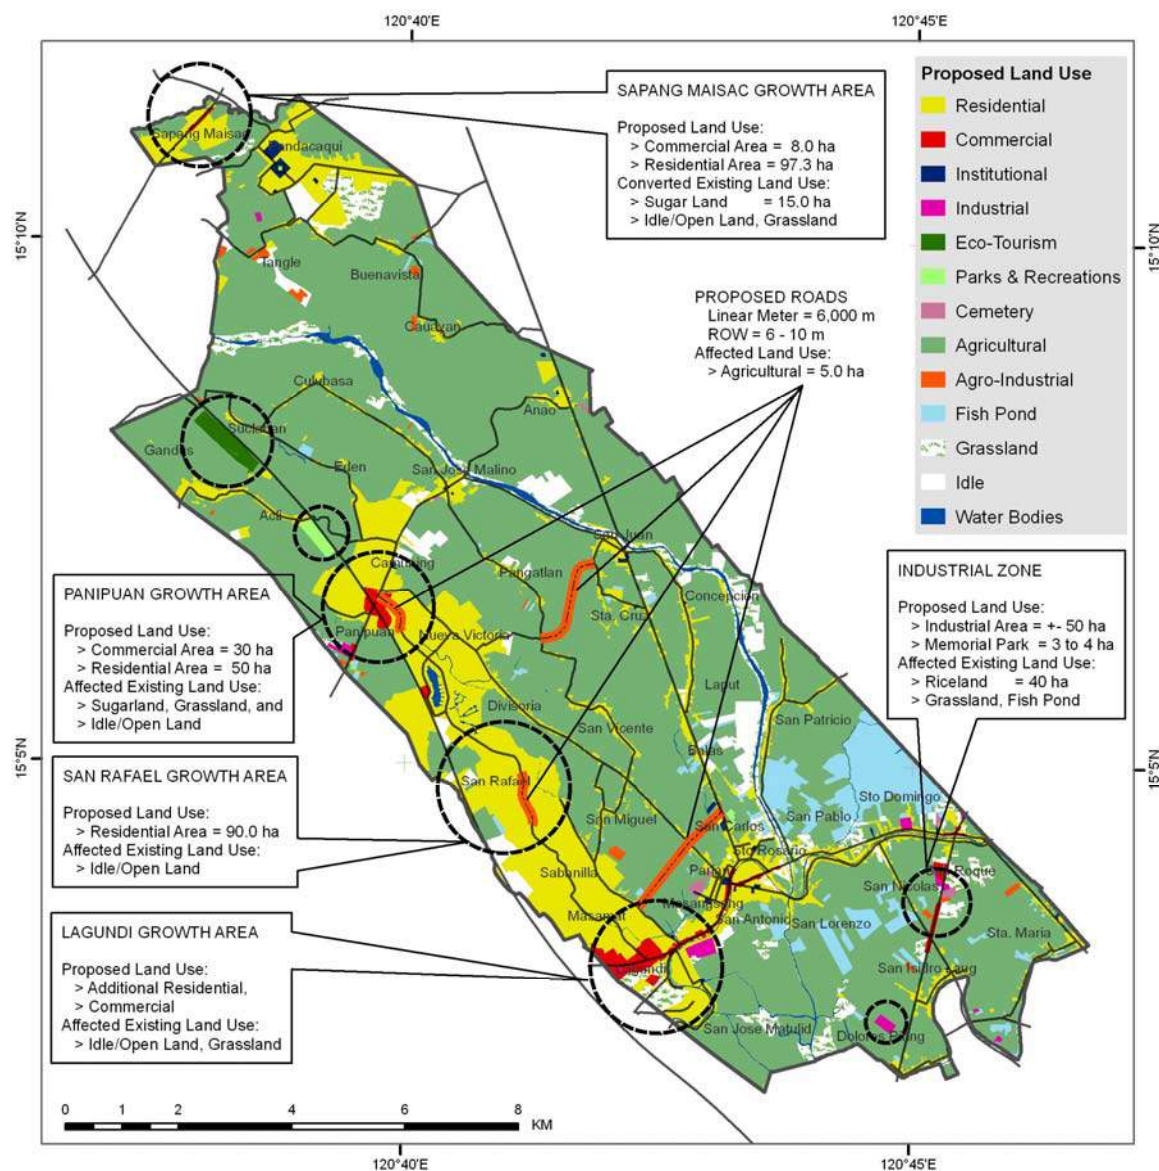 120°40'E
120°45'E
Proposed Land Use
Residential
Commercial
Institutional
Industrial
Eco-Tourism
Parks & Recreations
Cemetery
Agricultural
Agro-Industrial
Fish Pond
Grassland
Idle
Water Bodies
SAPANG MAISAC GROWTH AREA
Proposed Land Use:
> Commercial Area = 8.0 ha
> Residential Area = 97.3 ha
Converted Existing Land Use:
> Sugar Land = 15.0 ha
> Idle/Open Land, Grassland
Sapang Maisac
Pandacaqui
15°10'N
15°10'N
Tangle
Buenavista
Cauayan
PROPOSED ROADS
Linear Meter = 6,000 m
ROW = 6 - 10 m
Affected Land Use:
> Agricultural = 5.0 ha
Culubasa
Anao
Suclaban
Gandus
Eden
San Jose Malino
Acli
San Juan
Camuning
Pangatlan
Concepcion
Sta. Cruz
Panipuan
Nueva Victoria
INDUSTRIAL ZONE
Proposed Land Use:
> Industrial Area = +- 50 ha
> Memorial Park = 3 to 4 ha
Affected Existing Land Use:
> Riceland = 40 ha
> Grassland, Fish Pond
PANIPUAN GROWTH AREA
Proposed Land Use:
> Commercial Area = 30 ha
> Residential Area = 50 ha
Affected Existing Land Use:
> Sugarland, Grassland, and
> Idle/Open Land
Laput
Divisoria
San Vicente
San Patricio
Balas
15°5'N
15°5'N
SAN RAFAEL GROWTH AREA
Proposed Land Use:
> Residential Area = 90.0 ha
Affected Existing Land Use:
> Idle/Open Land
San Rafael
Sto Domingo
San Miguel
San Carlos
San Pablo
Sto Rosario
Sabanilla
Parian
San Nicolas
San Roque
Masangsang
Masamat
San Antonio
San Lorenzo
Sta. Maria
LAGUNDI GROWTH AREA
Proposed Land Use:
> Additional Residential,
> Commercial
Affected Existing Land Use:
> Idle/Open Land, Grassland
Lagundi
San Isidro Laug
San Jose Matulid
Dolores Piring
0 1 2 4 6 8
KM
120°40'E
120°45'E